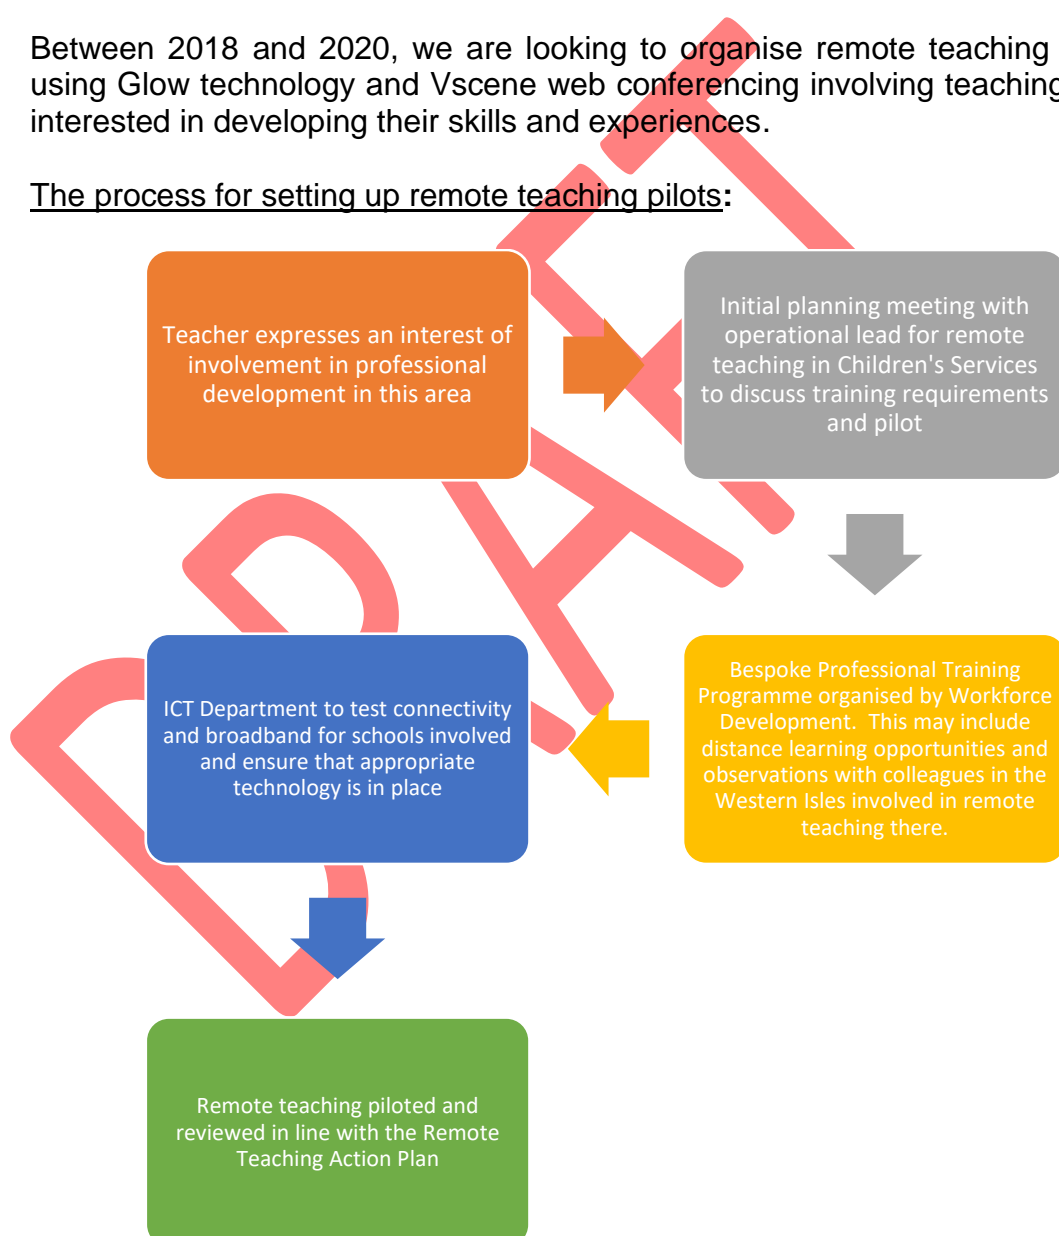 Between 2018 and 2020, we are looking to organise remote teaching
using Glow technology and Vscene web conferencing involving teaching
interested in developing their skills and experiences.
The process for setting up remote teaching pilots:
Teacher expresses an interest of
involvement in professional
development in this area
Initial planning meeting with
operational lead for remote
teaching in Children's Services
to discuss training requirements
and pilot
Bespoke Professional Training
Programme organised by Workforce
Development. This may include
distance learning opportunities and
observations with colleagues in the
Western Isles involved in remote
teaching there.
ICT Department to test connectivity
and broadband for schools involved
and ensure that appropriate
technology is in place
Remote teaching piloted and
reviewed in line with the Remote
Teaching Action Plan
DRAFT